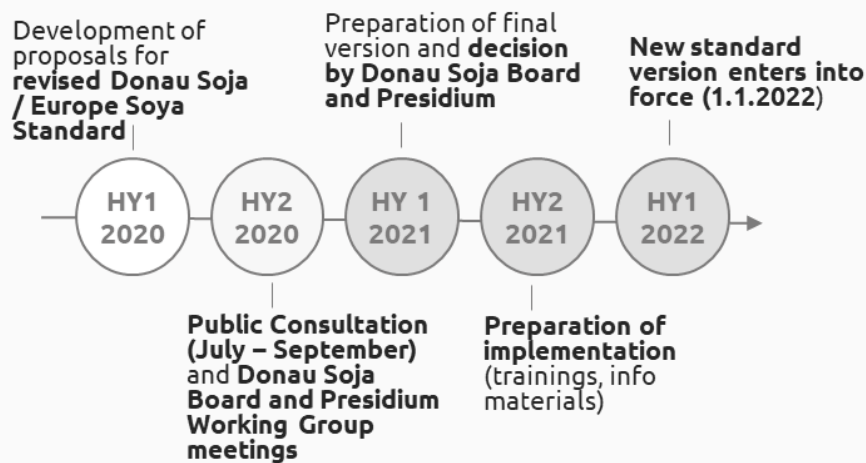 Development of
proposals for
revised Donau Soja
/ Europe Soya
Standard
Preparation of final
version and decision
by Donau Soja Board
and Presidium
New standard
version enters into
force (1.1.2022)
HY1
2020
HY2
2020
HY 1
2021
HY2
2021
HY1
2022
Public Consultation
(July – September)
and Donau Soja
Board and Presidium
Working Group
meetings
Preparation of
implementation
(trainings, info
materials)